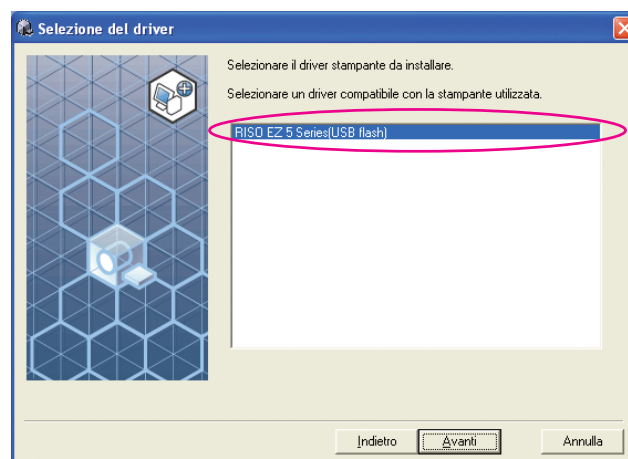 Selezione del driver
Selezionare il driver stampante da installare.
Selezionare un driver compatibile con la stampante utilizzata.
RISO EZ 5 Series(USB flash)
Indietro
Avanti
Annulla